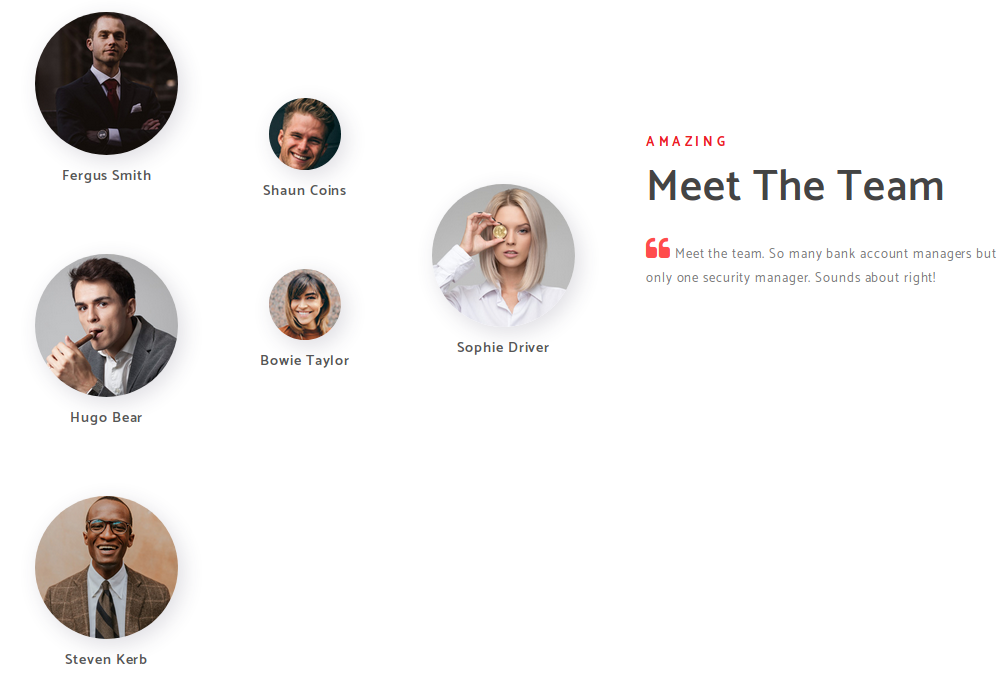 Fergus Smith
Shaun Coins
Sophie Driver
Hugo Bear
Bowie Taylor
Steven Kerb
AMAZING
Meet The Team
Meet the team. So many bank account managers but
only one security manager. Sounds about right!